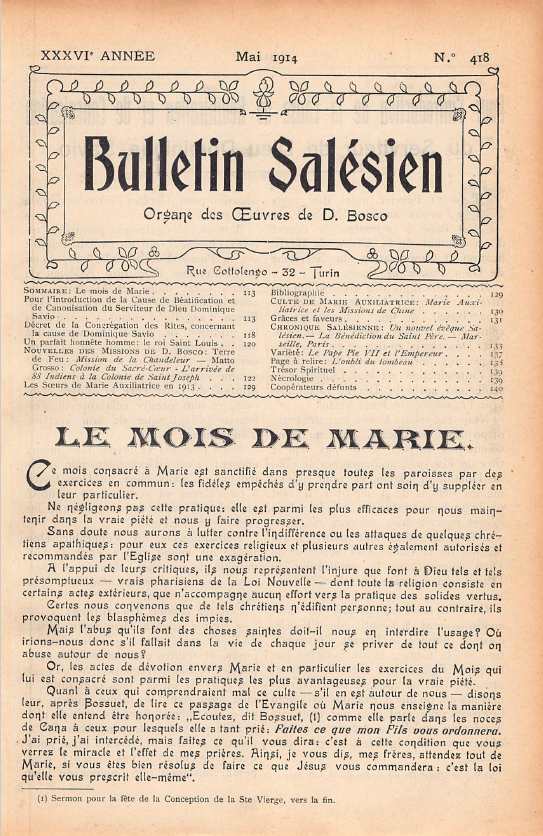 XXXVIᵉ ANNÉE Mai 1914 N.° 418
Bulletin Salésien
Organe des Œuvres de D. Bosco
Rue Cottolengo - 32 - Turin
SOMMAIRE: Le mois de Marie . . . . . . . 113
Pour l'introduction de la Cause de Béatification et
de Canonisation du Serviteur de Dieu Dominique
Savio . . . . . . . . . . . . . . . 113
Décret de la Congrégation des Rites, concernant
la cause de Dominique Savio . . . . . . . 118
Un parfait honnête homme: le roi Saint Louis . . 120
NOUVELLES DES MISSIONS DE D. BOSCO: Terre
de Feu: Mission de la Chandeleur — Matto
Grosso: Colonie du Sacré-Cœur - L'arrivée de
88 Indiens à la Colonie de Saint Joseph . . . . 122
Les Sœurs de Marie Auxiliatrice en 1913 . . . 129
Bibliographie . . . . . . . . . . . . . 129
CULTE DE MARIE AUXILIATRICE: Marie Auxi-
liatrice et les Missions de Chine . . . . . . 130
Grâces et faveurs . . . . . . . . . . . 131
CHRONIQUE SALÉSIENNE: Un nouvel évêque Sa-
lésien. — La Bénédiction du Saint Père. — Mar-
seille, Paris . . . . . . . . . . . . . 135
Variété: Le Pape Pie VII et l'Empereur . . . . 137
Page à relire: L'oubli du tombeau . . . . . . 138
Trésor Spirituel . . . . . . . . . . . . 139
Nécrologie . . . . . . . . . . . . . . 139
Coopérateurs défunts . . . . . . . . . . 140
LE MOIS DE MARIE.
Ce mois consacré à Marie est sanctifié dans presque toutes les paroisses par des
exercices en commun: les fidèles empêchés d'y prendre part ont soin d'y suppléer en
leur particulier.
Ne négligeons pas cette pratique: elle est parmi les plus efficaces pour nous main-
tenir dans la vraie piété et nous y faire progresser.
Sans doute nous aurons à lutter contre l'indifférence ou les attaques de quelques chré-
tiens apathiques: pour eux ces exercices religieux et plusieurs autres également autorisés et
recommandés par l'Eglise sont une exagération.
A l'appui de leurs critiques, ils nous représentent l'injure que font à Dieu tels et tels
présomptueux — vrais pharisiens de la Loi Nouvelle — dont toute la religion consiste en
certains actes extérieurs, que n'accompagne aucun effort vers la pratique des solides vertus.
Certes nous convenons que de tels chrétiens n'édifient personne; tout au contraire, ils
provoquent les blasphèmes des impies.
Mais l'abus qu'ils font des choses saintes doit-il nous en interdire l'usage? Où
irions-nous donc s'il fallait dans la vie de chaque jour se priver de tout ce dont on
abuse autour de nous?
Or, les actes de dévotion envers Marie et en particulier les exercices du Mois qui
lui est consacré sont parmi les pratiques les plus avantageuses pour la vraie piété.
Quant à ceux qui comprendraient mal ce culte — s'il en est autour de nous — disons
leur, après Bossuet, de lire ce passage de l'Evangile où Marie nous enseigne la manière
dont elle entend être honorée: „Ecoutez, dit Bossuet, (1) comme elle parle dans les noces
de Cana à ceux pour lesquels elle a tant prié: Faites ce que mon Fils vous ordonnera.
J'ai prié, j'ai intercédé, mais faites ce qu'il vous dira: c'est à cette condition que vous
verrez le miracle et l'effet de mes prières. Ainsi, je vous dis, mes frères, attendez tout de
Marie, si vous êtes bien résolus de faire ce que Jésus vous commandera: c'est la loi
qu'elle vous prescrit elle-même“.
(1) Sermon pour la fête de la Conception de la Ste Vierge, vers la fin.